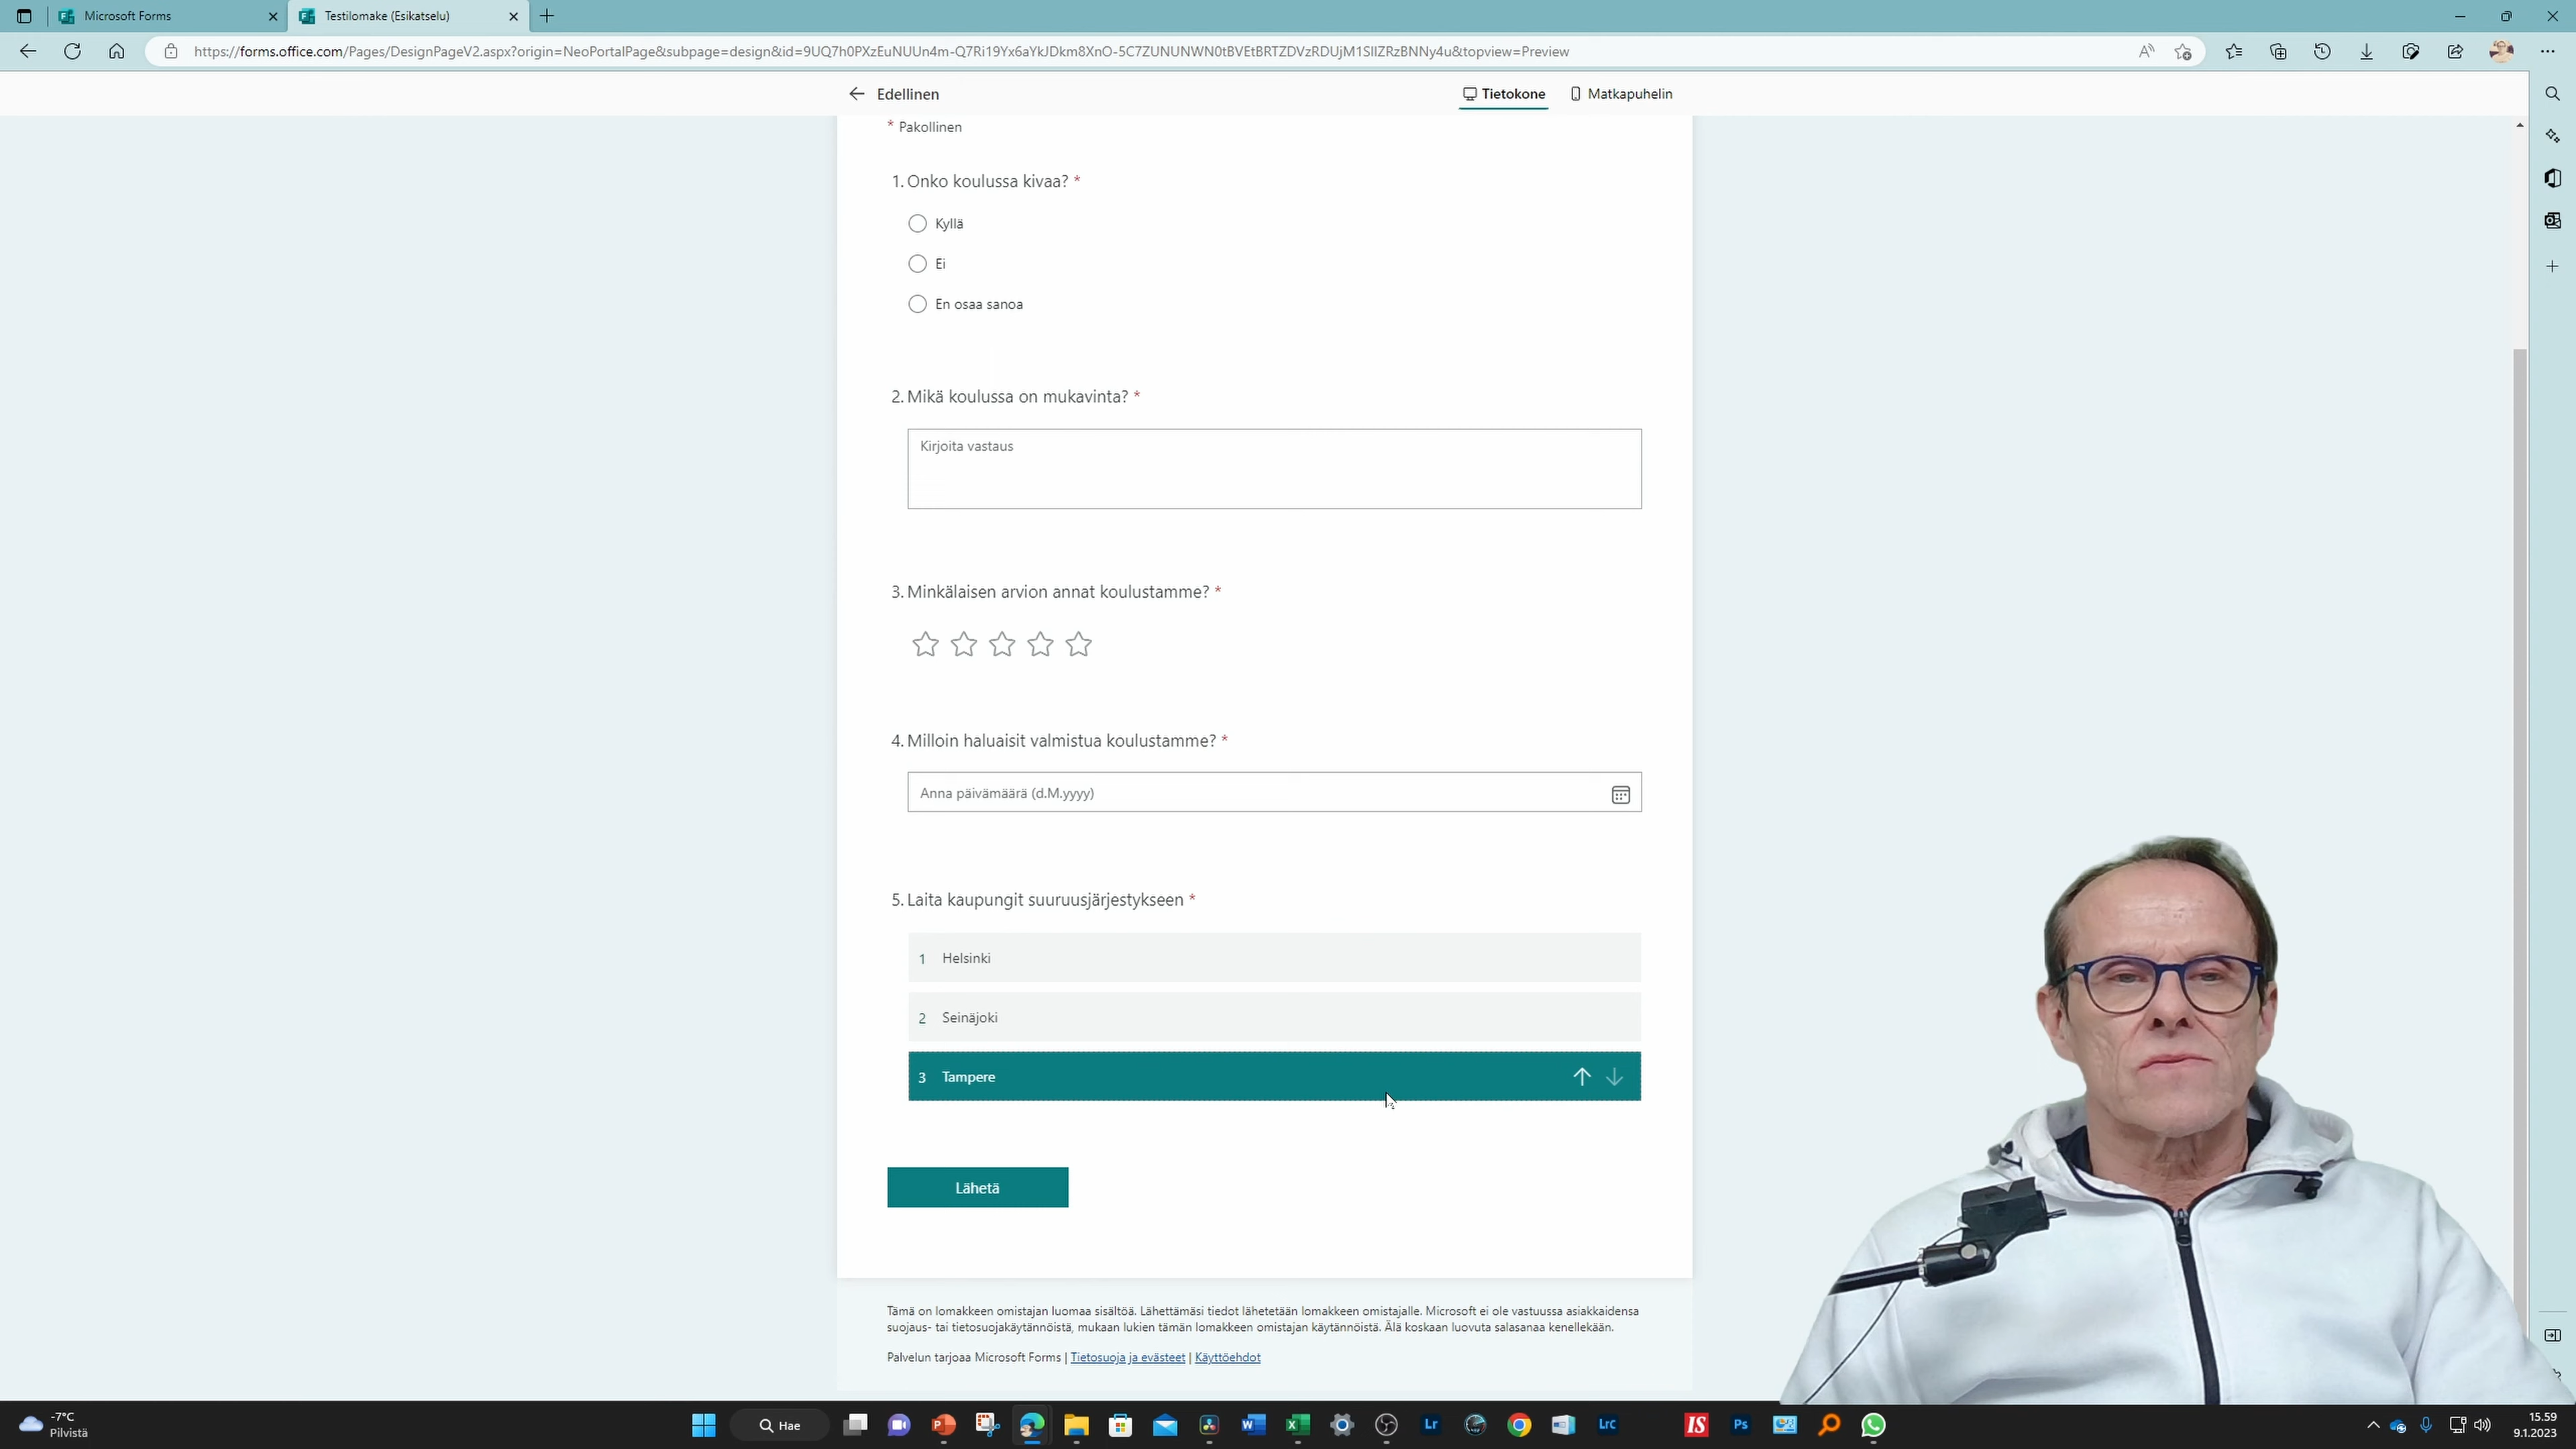 Microsoft Forms
Testilomake (Esikatselu)
https://forms.office.com/Pages/DesignPageV2.aspx?origin=NeoPortalPage&subpage=design&id=9UQ7h0PXzEuNUUn4m-Q7Ri19Yx6aYkJDkm8XnO-5C7ZUNUNWN0tBVEtBRTZDVzRDUjM1SllZRzBNNy4u&topview=Preview
Edellinen
Tietokone
Matkapuhelin
* Pakollinen
1. Onko koulussa kivaa? *
Kyllä
Ei
En osaa sanoa
2. Mikä koulussa on mukavinta? *
Kirjoita vastaus
3. Minkälaisen arvion annat koulustamme? *
4. Milloin haluaisit valmistua koulustamme? *
Anna päivämäärä (d.M.yyyy)
5. Laita kaupungit suuruusjärjestykseen *
1 Helsinki
2 Seinäjoki
3 Tampere
Lähetä
Tämä on lomakkeen omistajan luomaa sisältöä. Lähettämäsi tiedot lähetetään lomakkeen omistajalle. Microsoft ei ole vastuussa asiakkaidensa
suojaus- tai tietosuojakäytännöistä, mukaan lukien tämän lomakkeen omistajan käytännöistä. Älä koskaan luovuta salasanaa kenellekään.
Palvelun tarjoaa Microsoft Forms | Tietosuoja ja evästeet | Käyttöehdot
-7°C
Pilvistä
Hae
Lr
LrC
IS
Ps
15.59
9.1.2023